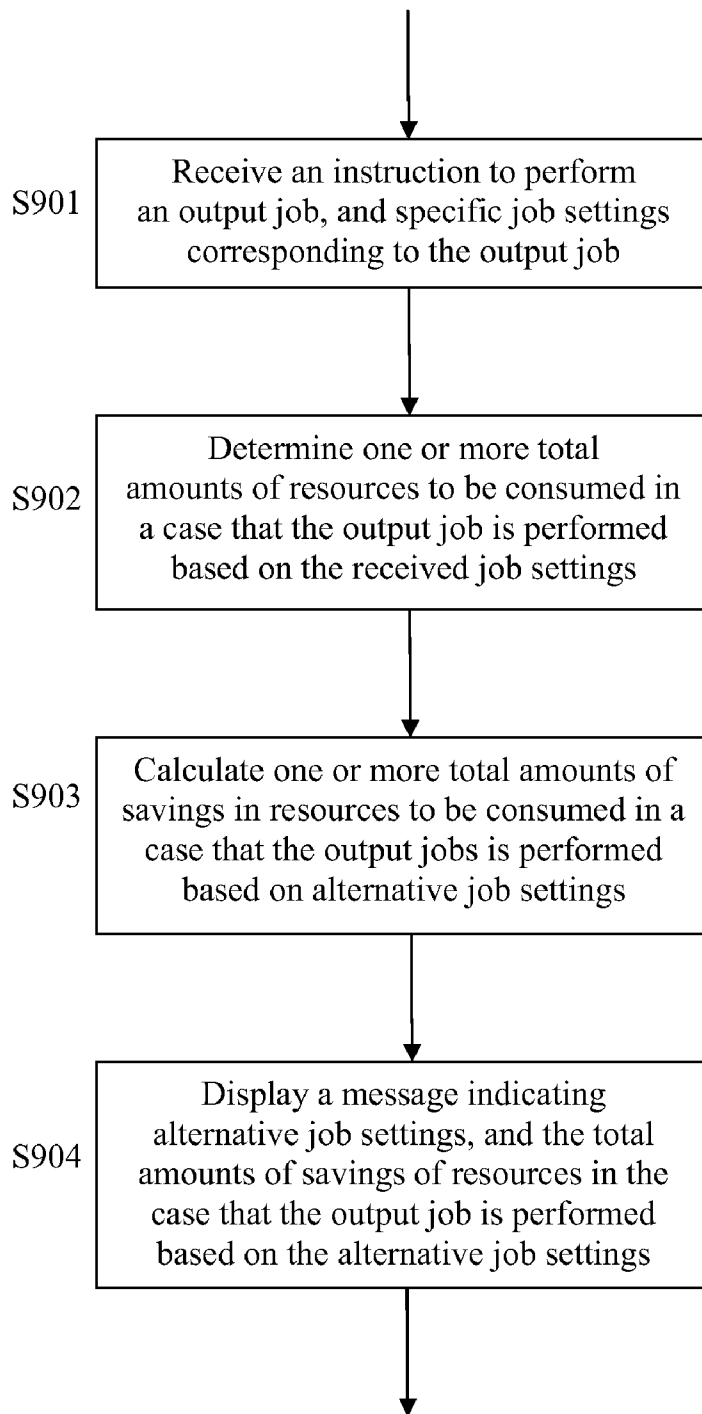 S901
Receive an instruction to perform
an output job, and specific job settings
corresponding to the output job
S902
Determine one or more total
amounts of resources to be consumed in
a case that the output job is performed
based on the received job settings
S903
Calculate one or more total amounts of
savings in resources to be consumed in a
case that the output jobs is performed
based on alternative job settings
S904
Display a message indicating
alternative job settings, and the total
amounts of savings of resources in the
case that the output job is performed
based on the alternative job settings